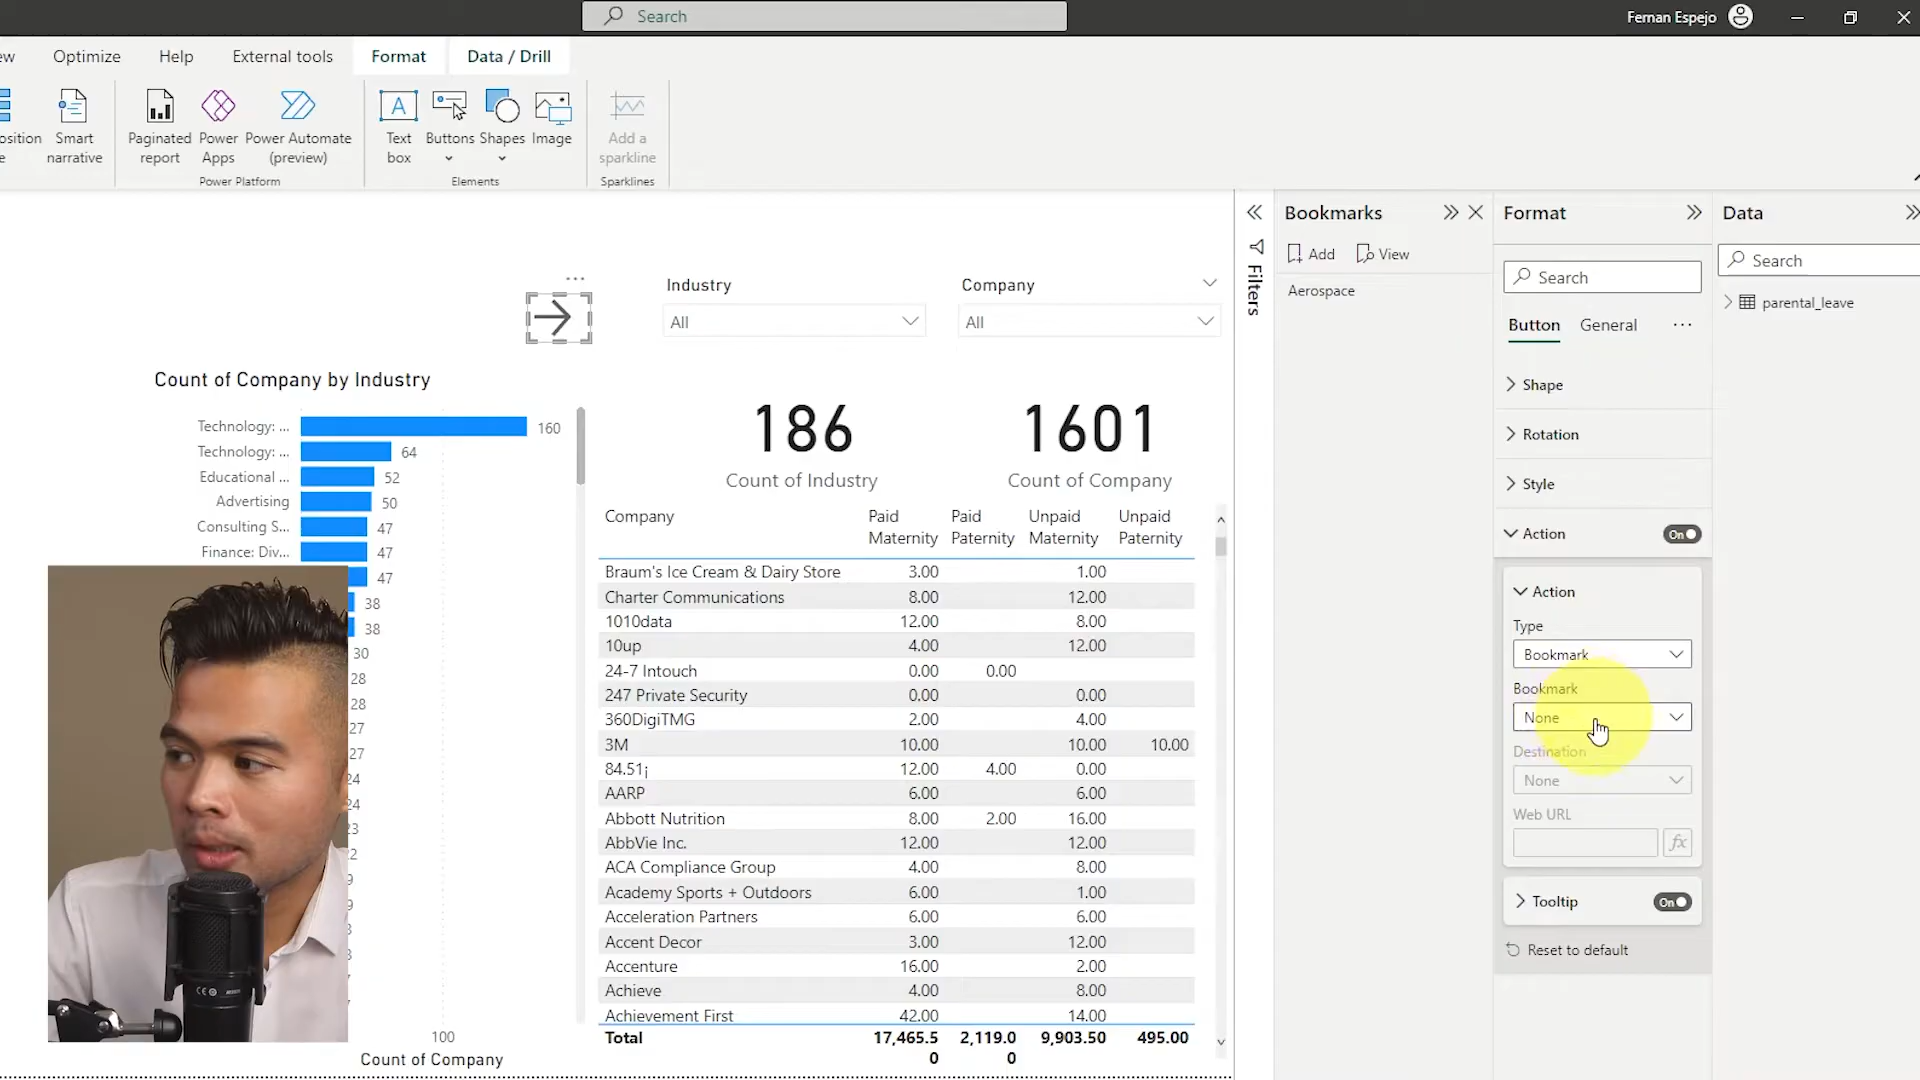 Search
Fernan Espejo
ew
Optimize
Help
External tools
Format
Data / Drill
osition
e
Smart
narrative
Paginated
report
Power
Apps
Power Automate
(preview)
Power Platform
A
Text
box
Buttons
Shapes
Image
Elements
Add a
sparkline
Sparklines
Industry
All
Company
All
Count of Company by Industry
Technology: ... 160
Technology: ... 64
Educational ... 52
Advertising 50
Consulting S... 47
Finance: Div... 47
47
38
38
30
28
28
27
27
24
24
23
2
9
9
8
100
Count of Company
186
Count of Industry
1601
Count of Company
Company Paid Maternity Paid Paternity Unpaid Maternity Unpaid Paternity
Braum's Ice Cream & Dairy Store 3.00 1.00
Charter Communications 8.00 12.00
1010data 12.00 8.00
10up 4.00 12.00
24-7 Intouch 0.00 0.00
247 Private Security 0.00 0.00
360DigiTMG 2.00 4.00
3M 10.00 10.00 10.00
84.51¡ 12.00 4.00 0.00
AARP 6.00 6.00
Abbott Nutrition 8.00 2.00 16.00
AbbVie Inc. 12.00 12.00
ACA Compliance Group 4.00 8.00
Academy Sports + Outdoors 6.00 1.00
Acceleration Partners 6.00 6.00
Accent Decor 3.00 12.00
Accenture 16.00 2.00
Achieve 4.00 8.00
Achievement First 42.00 14.00
Total 17,465.50 2,119.00 9,903.50 495.00
Filters
Bookmarks
Add
View
Aerospace
Format
Search
Button
General
Shape
Rotation
Style
Action
On
Action
Type
Bookmark
Bookmark
None
Destination
None
Web URL
fx
Tooltip
On
Reset to default
Data
Search
parental_leave